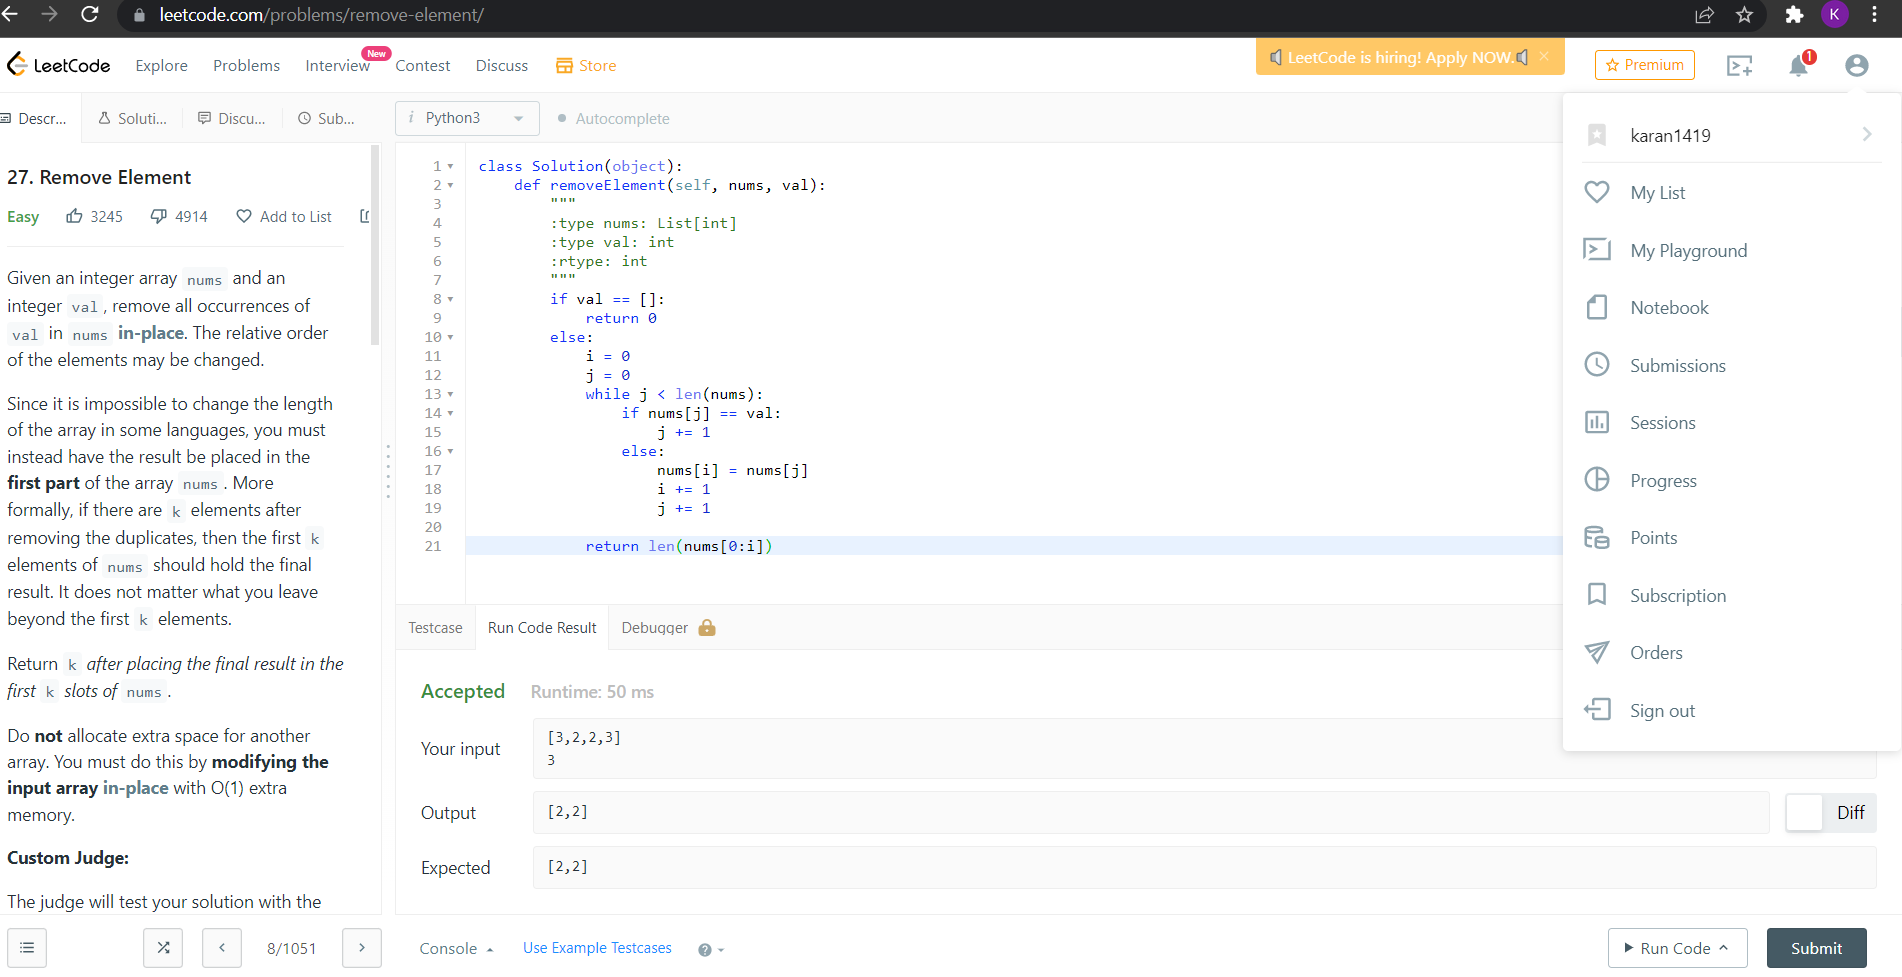 leetcode.com/problems/remove-element/
K
LeetCode
Explore
Problems
Interview
New
Contest
Discuss
Store
LeetCode is hiring! Apply NOW.
Premium
1
Descr...
Soluti...
Discu...
Sub...
i Python3
Autocomplete
27. Remove Element
Easy
3245
4914
Add to List
Given an integer array nums and an
integer val , remove all occurrences of
val in nums in-place. The relative order
of the elements may be changed.
Since it is impossible to change the length
of the array in some languages, you must
instead have the result be placed in the
first part of the array nums . More
formally, if there are k elements after
removing the duplicates, then the first k
elements of nums should hold the final
result. It does not matter what you leave
beyond the first k elements.
Return k after placing the final result in the
first k slots of nums .
Do not allocate extra space for another
array. You must do this by modifying the
input array in-place with O(1) extra
memory.
Custom Judge:
The judge will test your solution with the
8/1051
1 class Solution(object):
2 def removeElement(self, nums, val):
3 """
4 :type nums: List[int]
5 :type val: int
6 :rtype: int
7 """
8 if val == []:
9 return 0
10 else:
11 i = 0
12 j = 0
13 while j < len(nums):
14 if nums[j] == val:
15 j += 1
16 else:
17 nums[i] = nums[j]
18 i += 1
19 j += 1
20
21 return len(nums[0:i])
Testcase
Run Code Result
Debugger
Accepted
Runtime: 50 ms
Your input
[3,2,2,3]
3
Output
[2,2]
Diff
Expected
[2,2]
Console
Use Example Testcases
?
Run Code
Submit
karan1419
My List
My Playground
Notebook
Submissions
Sessions
Progress
Points
Subscription
Orders
Sign out